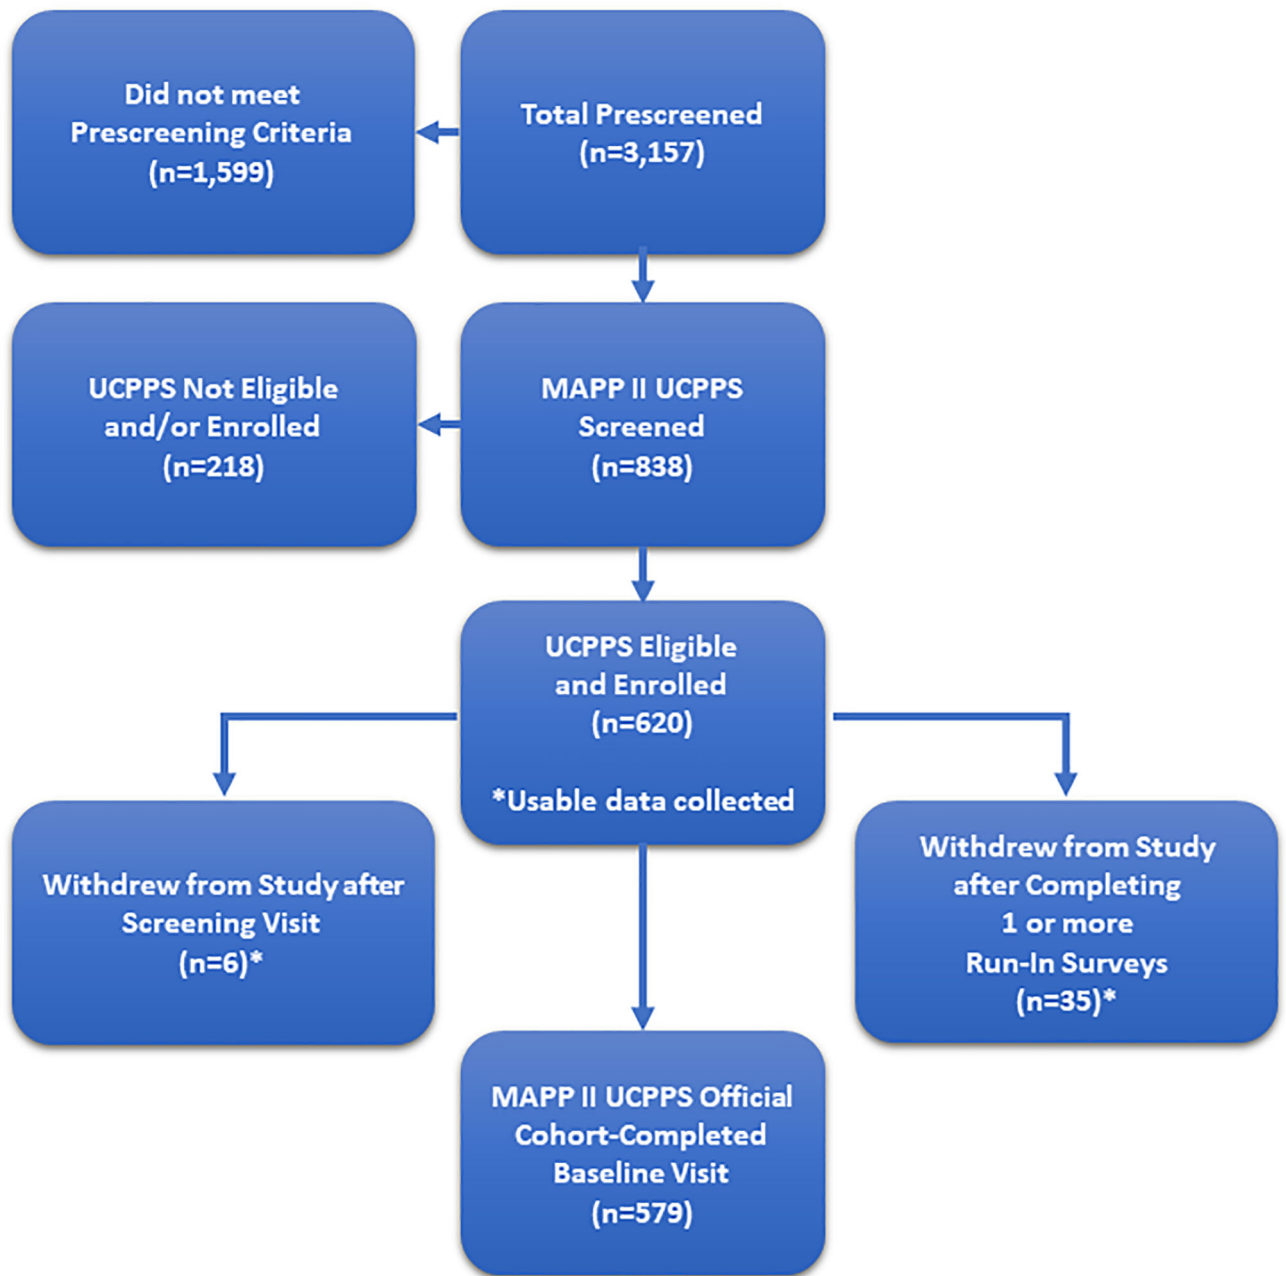 Did not meet
Prescreening Criteria
(n=1,599)
Total Prescreened
(n=3,157)
UCPPS Not Eligible
and/or Enrolled
(n=218)
MAPP II UCPPS
Screened
(n=838)
UCPPS Eligible
and Enrolled
(n=620)
*Usable data collected
Withdrew from Study after
Screening Visit
(n=6)*
Withdrew from Study
after Completing
1 or more
Run-In Surveys
(n=35)*
MAPP II UCPPS Official
Cohort-Completed
Baseline Visit
(n=579)